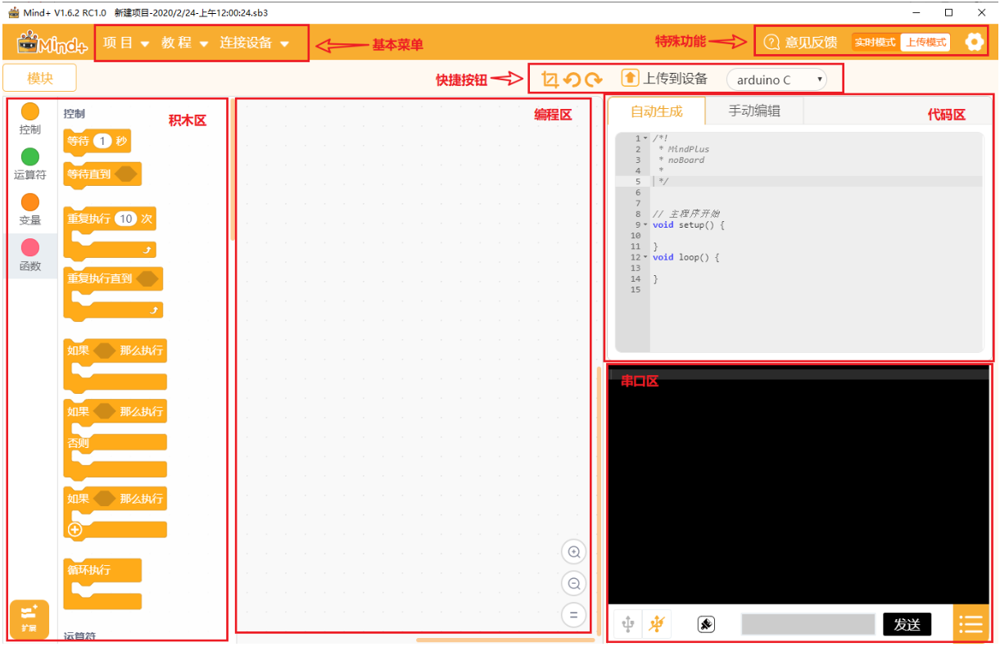 Mind+ V1.6.2 RC1.0 新建项目-2020/2/24-上午12:00:24.sb3
Mind+ 项目 教程 连接设备 基本菜单 特殊功能 意见反馈 实时模式 上传模式
模块 快捷按钮 上传到设备 arduino C
积木区
编程区
代码区
控制
运算符
变量
函数
扩展
控制
等待 1 秒
等待直到
重复执行 10 次
重复执行直到
如果 那么执行
如果 那么执行
否则
如果 那么执行
循环执行
运算符
自动生成 手动编辑
1 /*!
2 * MindPlus
3 * noBoard
4 *
5 */
6
7
8 // 主程序开始
9 void setup() {
10
11 }
12 void loop() {
13
14 }
15
串口区
发送